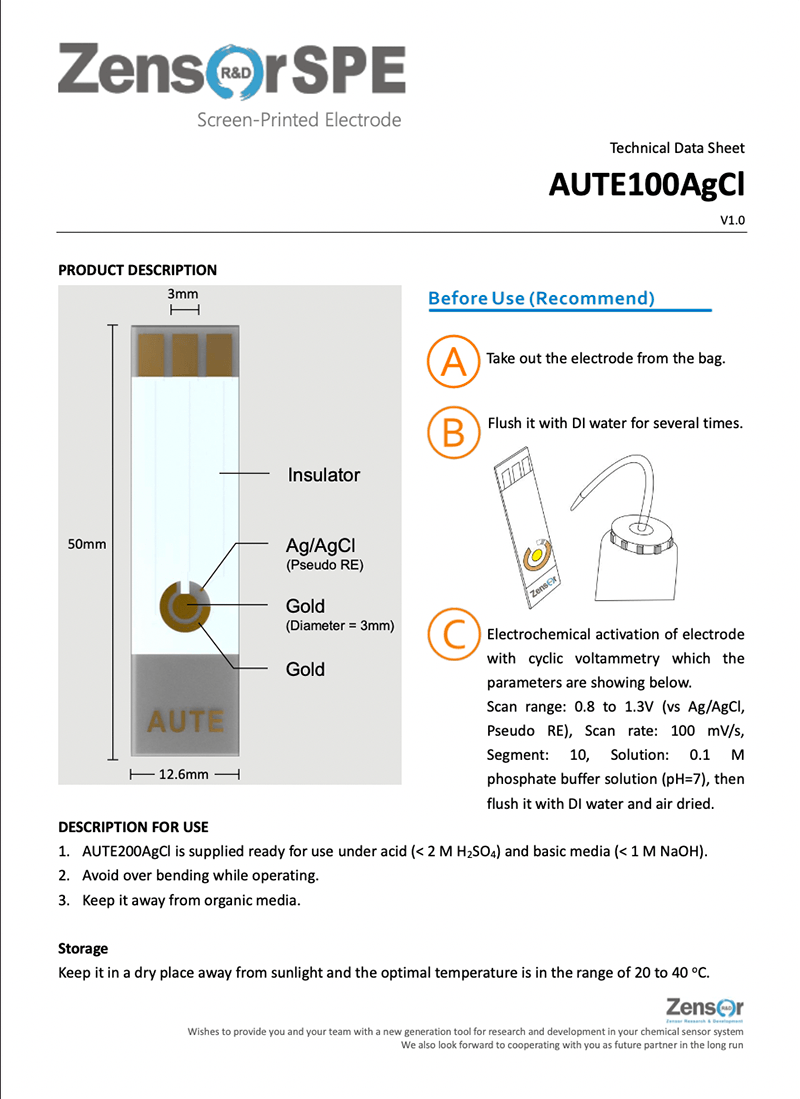 ZensOrSPE
R&D
Screen-Printed Electrode
Technical Data Sheet
AUTE100AgCl
V1.0
PRODUCT DESCRIPTION
3mm
50mm
Insulator
Ag/AgCl
(Pseudo RE)
Gold
(Diameter = 3mm)
Gold
AUTE
12.6mm
Before Use (Recommend)
A
Take out the electrode from the bag.
B
Flush it with DI water for several times.
ZensOr
C
Electrochemical activation of electrode
with cyclic voltammetry which the
parameters are showing below.
Scan range: 0.8 to 1.3V (vs Ag/AgCl,
Pseudo RE), Scan rate: 100 mV/s,
Segment: 10, Solution: 0.1 M
phosphate buffer solution (pH=7), then
flush it with DI water and air dried.
DESCRIPTION FOR USE
1. AUTE200AgCl is supplied ready for use under acid (< 2 M H₂SO₄) and basic media (< 1 M NaOH).
2. Avoid over bending while operating.
3. Keep it away from organic media.
Storage
Keep it in a dry place away from sunlight and the optimal temperature is in the range of 20 to 40 °C.
ZensOr
R&D
Sensor Research & Development
Wishes to provide you and your team with a new generation tool for research and development in your chemical sensor system
We also look forward to cooperating with you as future partner in the long run